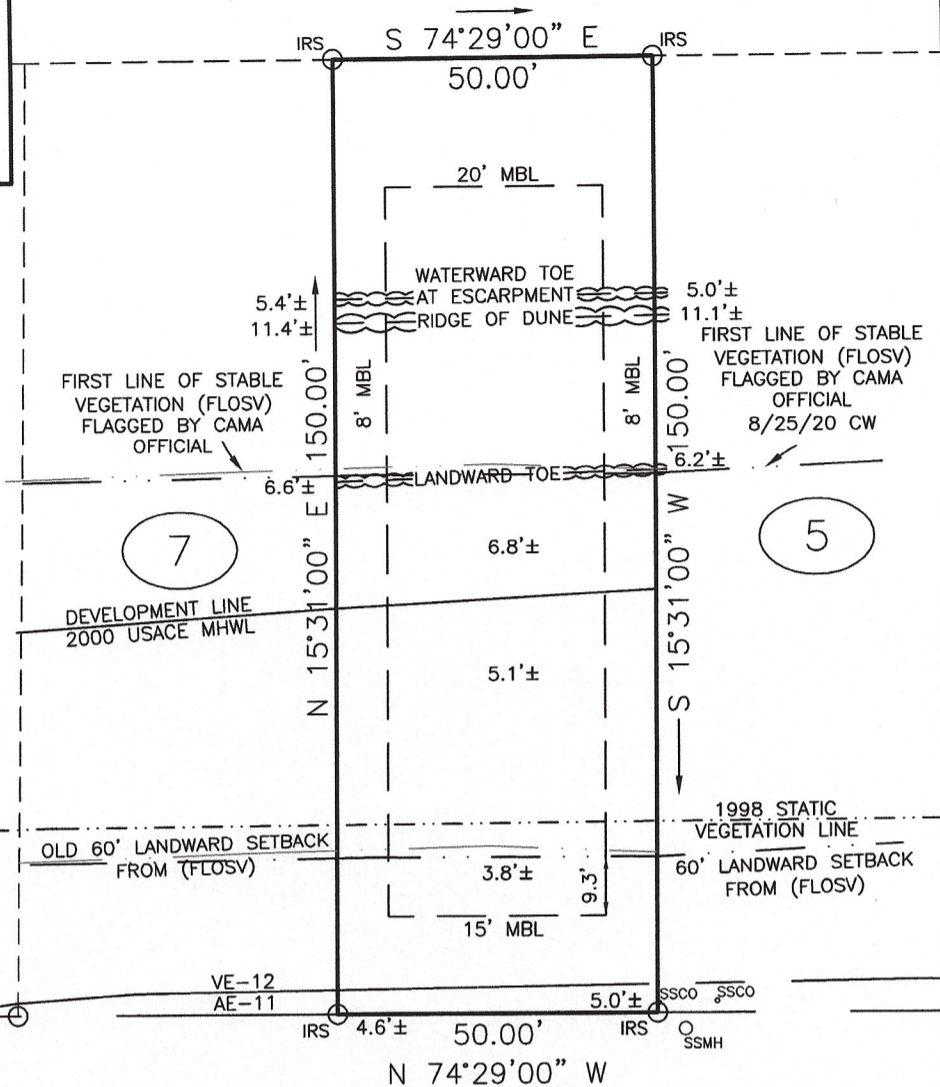 IRS
S 74°29'00" E
IRS
50.00'
20' MBL
WATERWARD TOE
AT ESCARPMENT
5.4'±
5.0'±
RIDGE OF DUNE
11.4'±
11.1'±
FIRST LINE OF STABLE
VEGETATION (FLOSV)
FLAGGED BY CAMA
OFFICIAL
8/25/20 CW
FIRST LINE OF STABLE
VEGETATION (FLOSV)
FLAGGED BY CAMA
OFFICIAL
8' MBL
8' MBL
N 15°31'00" E 150.00'
S 15°31'00" W 150.00'
6.6'±
LANDWARD TOE
6.2'±
7
6.8'±
5
DEVELOPMENT LINE
2000 USACE MHWL
5.1'±
1998 STATIC
VEGETATION LINE
OLD 60' LANDWARD SETBACK
FROM (FLOSV)
3.8'±
9.3'
60' LANDWARD SETBACK
FROM (FLOSV)
15' MBL
VE-12
AE-11
5.0'±
SSCO
SSCO
IRS
4.6'±
50.00'
IRS
SSMH
N 74°29'00" W